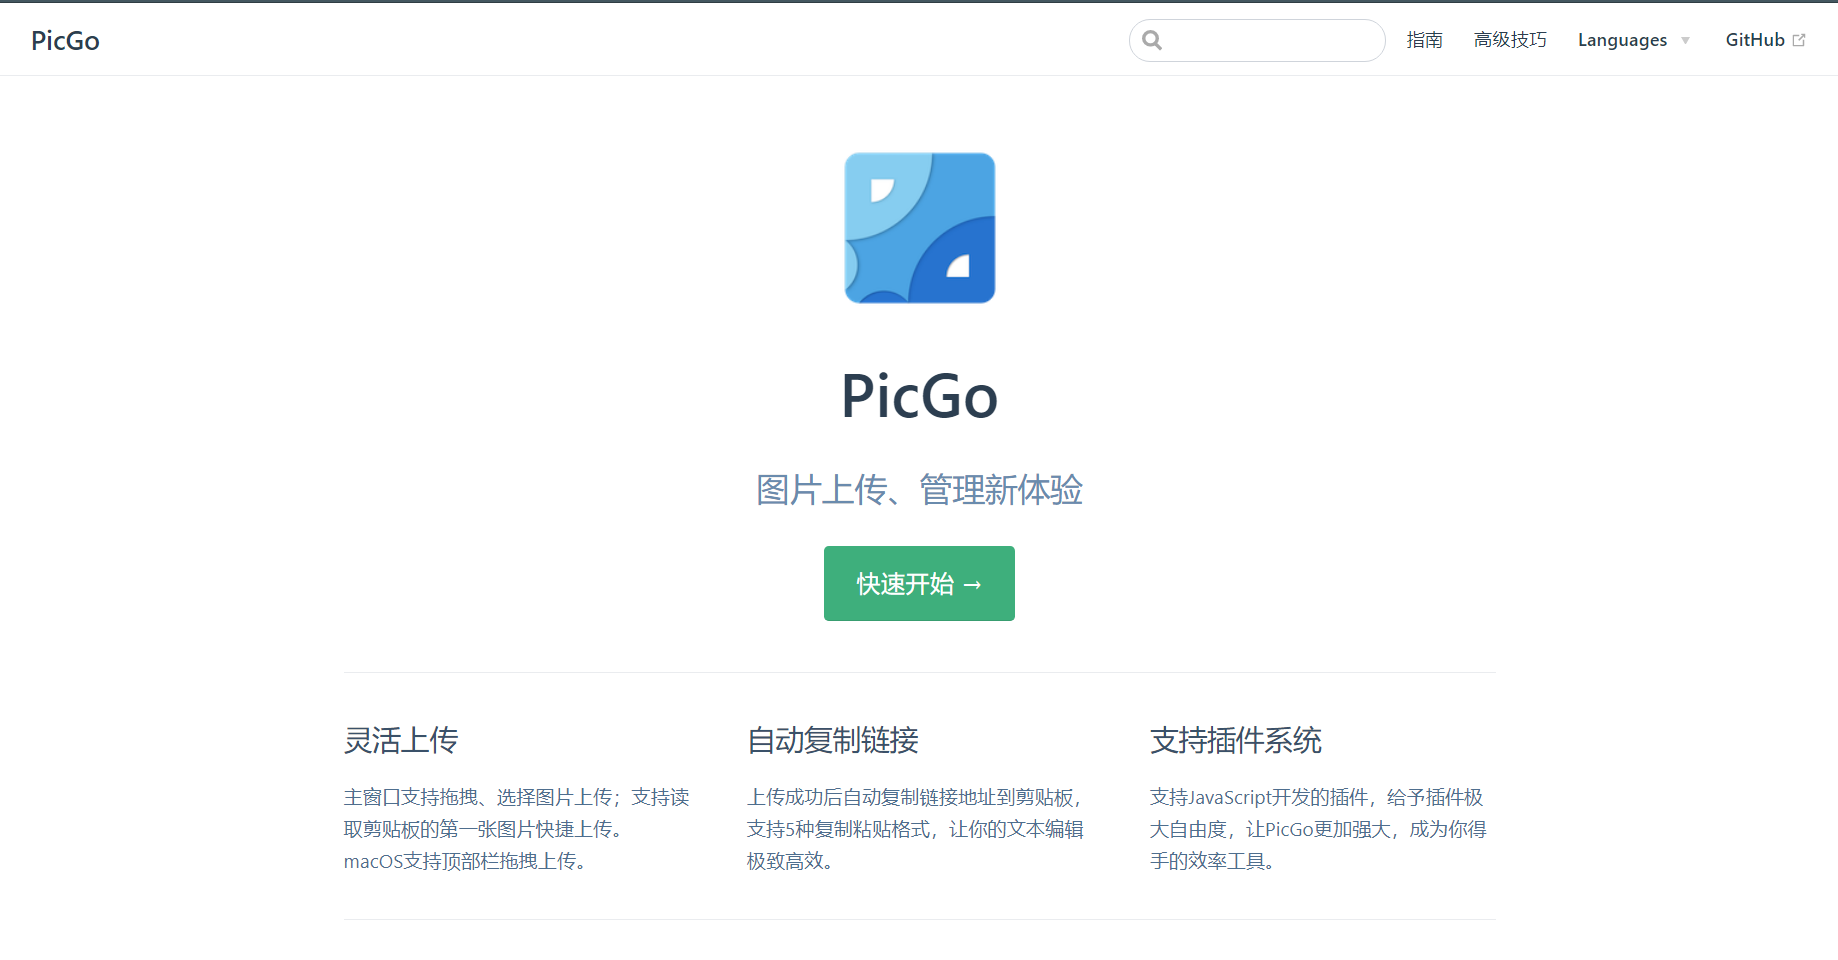 PicGo
指南
高级技巧
Languages
GitHub
PicGo
图片上传、管理新体验
快速开始 →
灵活上传
主窗口支持拖拽、选择图片上传；支持读
取剪贴板的第一张图片快捷上传。
macOS支持顶部栏拖拽上传。
自动复制链接
上传成功后自动复制链接地址到剪贴板，
支持5种复制粘贴格式，让你的文本编辑
极致高效。
支持插件系统
支持JavaScript开发的插件，给予插件极
大自由度，让PicGo更加强大，成为你得
手的效率工具。